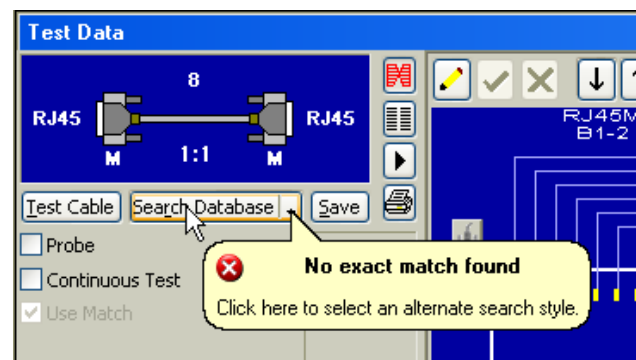 Test Data
8
RJ45
RJ45
M
1:1
M
Test Cable
Search Database
Save
Probe
Continuous Test
Use Match
No exact match found
Click here to select an alternate search style.
RJ45M
B1-2